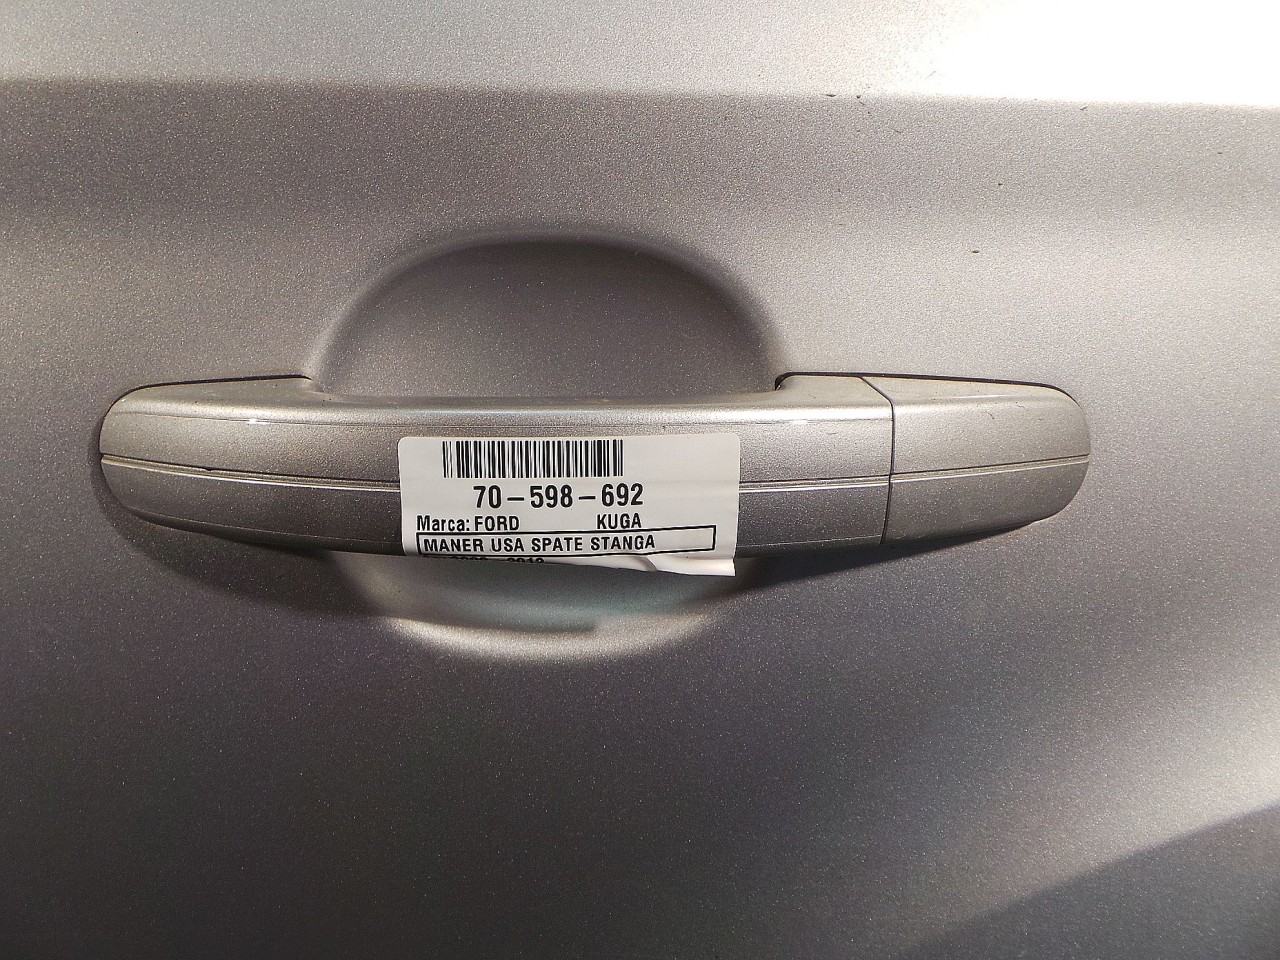 70-598-692
Marca: FORD KUGA
MANER USA SPATE STANGA